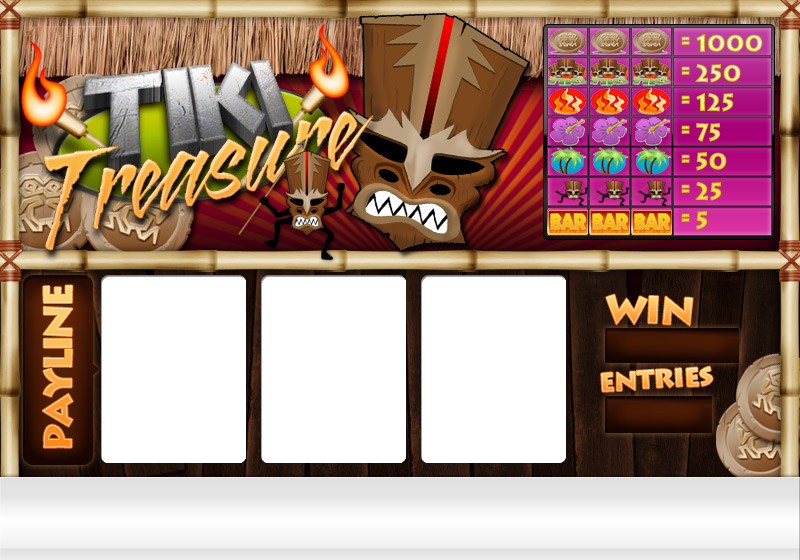 TIKI
Treasure
= 1000
= 250
= 125
= 75
= 50
= 25
BAR BAR BAR = 5
PAYLINE
WIN
ENTRIES